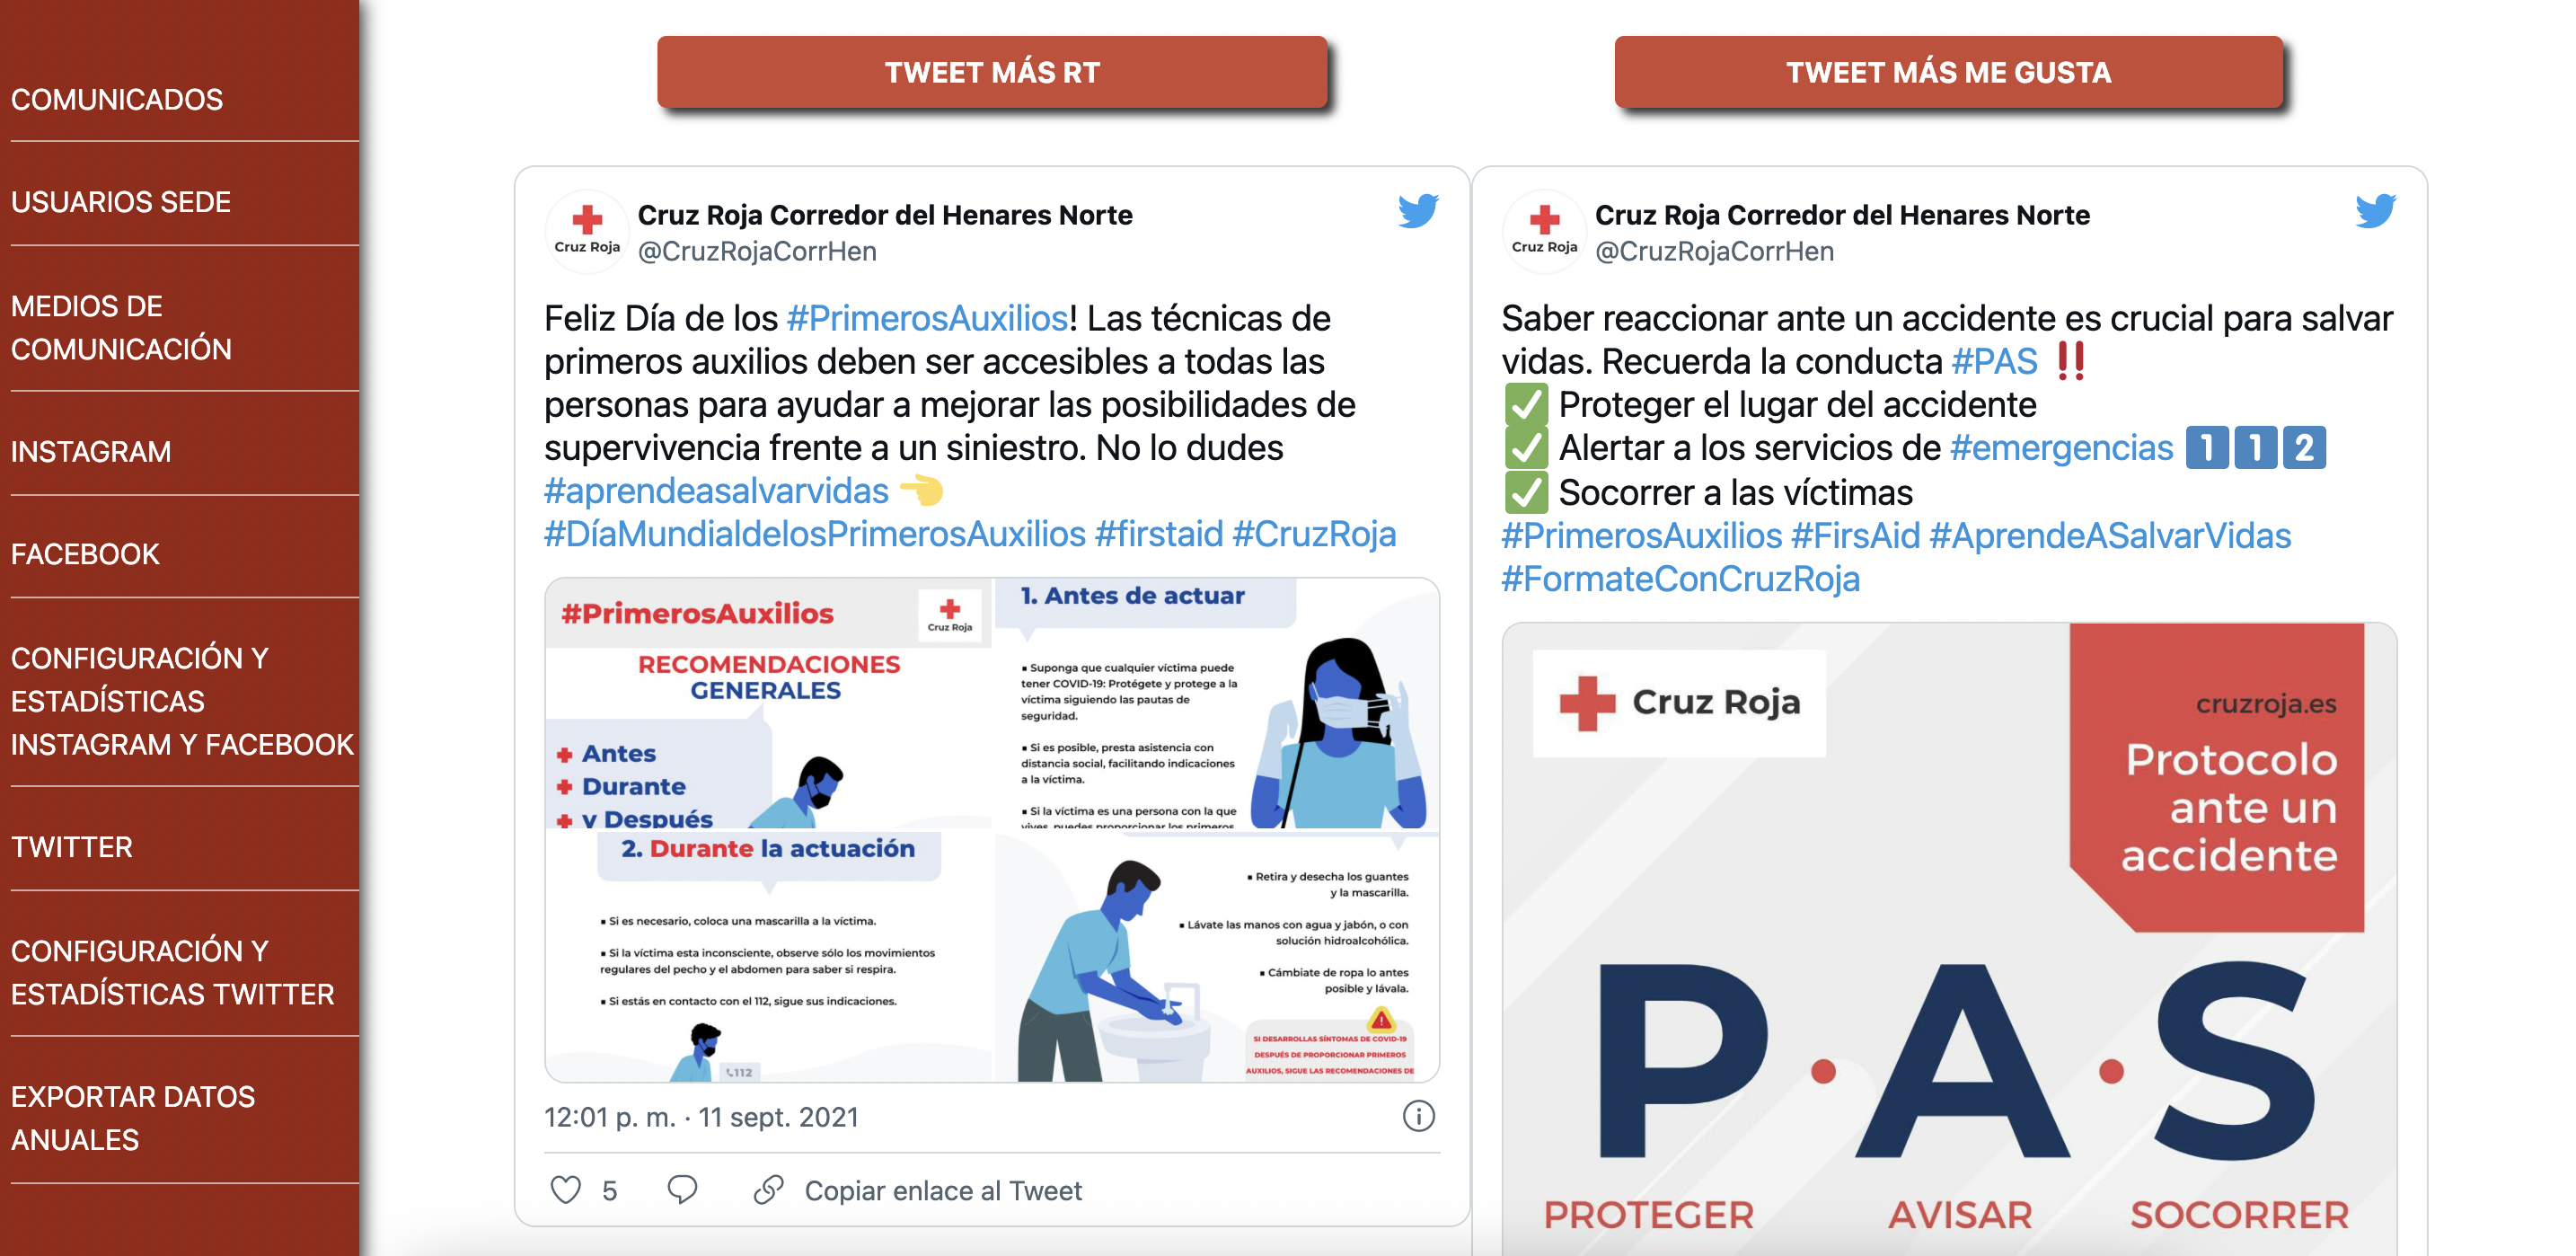 COMUNICADOS
USUARIOS SEDE
MEDIOS DE
COMUNICACIÓN
INSTAGRAM
FACEBOOK
CONFIGURACIÓN Y
ESTADÍSTICAS
INSTAGRAM Y FACEBOOK
TWITTER
CONFIGURACIÓN Y
ESTADÍSTICAS TWITTER
EXPORTAR DATOS
ANUALES
TWEET MÁS RT
Cruz Roja
Cruz Roja Corredor del Henares Norte
@CruzRojaCorrHen
Feliz Día de los #PrimerosAuxilios! Las técnicas de
primeros auxilios deben ser accesibles a todas las
personas para ayudar a mejorar las posibilidades de
supervivencia frente a un siniestro. No lo dudes
#aprendeasalvarvidas 👈
#DíaMundialdelosPrimerosAuxilios #firstaid #CruzRoja
#PrimerosAuxilios
Cruz Roja
RECOMENDACIONES
GENERALES
Antes
Durante
y Después
1. Antes de actuar
▪ Suponga que cualquier víctima puede
tener COVID-19: Protégete y protege a la
víctima siguiendo las pautas de
seguridad.
▪ Si es posible, presta asistencia con
distancia social, facilitando indicaciones
a la víctima.
▪ Si la víctima es una persona con la que
vives, puedes proporcionar los primeros
2. Durante la actuación
▪ Si es necesario, coloca una mascarilla a la víctima.
▪ Si la víctima esta inconsciente, observe sólo los movimientos
regulares del pecho y el abdomen para saber si respira.
▪ Si estás en contacto con el 112, sigue sus indicaciones.
112
▪ Retira y desecha los guantes
y la mascarilla.
▪ Lávate las manos con agua y jabón, o con
solución hidroalcohólica.
▪ Cámbiate de ropa lo antes
posible y lávala.
SI DESARROLLAS SÍNTOMAS DE COVID-19
DESPUÉS DE PROPORCIONAR PRIMEROS
AUXILIOS, SIGUE LAS RECOMENDACIONES DE
12:01 p. m. · 11 sept. 2021
5
Copiar enlace al Tweet
TWEET MÁS ME GUSTA
Cruz Roja
Cruz Roja Corredor del Henares Norte
@CruzRojaCorrHen
Saber reaccionar ante un accidente es crucial para salvar
vidas. Recuerda la conducta #PAS ‼️
✅ Proteger el lugar del accidente
✅ Alertar a los servicios de #emergencias 1️⃣1️⃣2️⃣
✅ Socorrer a las víctimas
#PrimerosAuxilios #FirsAid #AprendeASalvarVidas
#FormateConCruzRoja
Cruz Roja
cruzroja.es
Protocolo
ante un
accidente
P·A·S
PROTEGER AVISAR SOCORRER